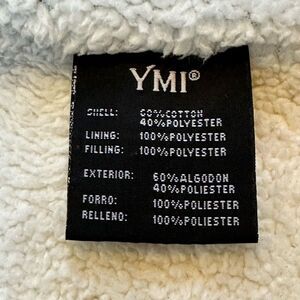 YMI®
SHELL: 60%COTTON
40%POLYESTER
LINING: 100%POLYESTER
FILLING: 100%POLYESTER
EXTERIOR: 60%ALGODON
40%POLIESTER
FORRO: 100%POLIESTER
RELLENO: 100%POLIESTER